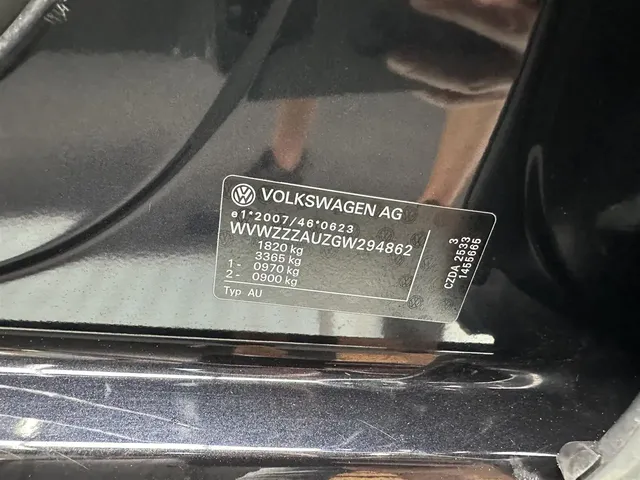 VOLKSWAGEN AG
e1*2007/46*0623
WVWZZZAUZGW294862
1820 kg
3365 kg
1- 0970 kg
2- 0900 kg
Typ AU
3
CZDA 2533
1455665